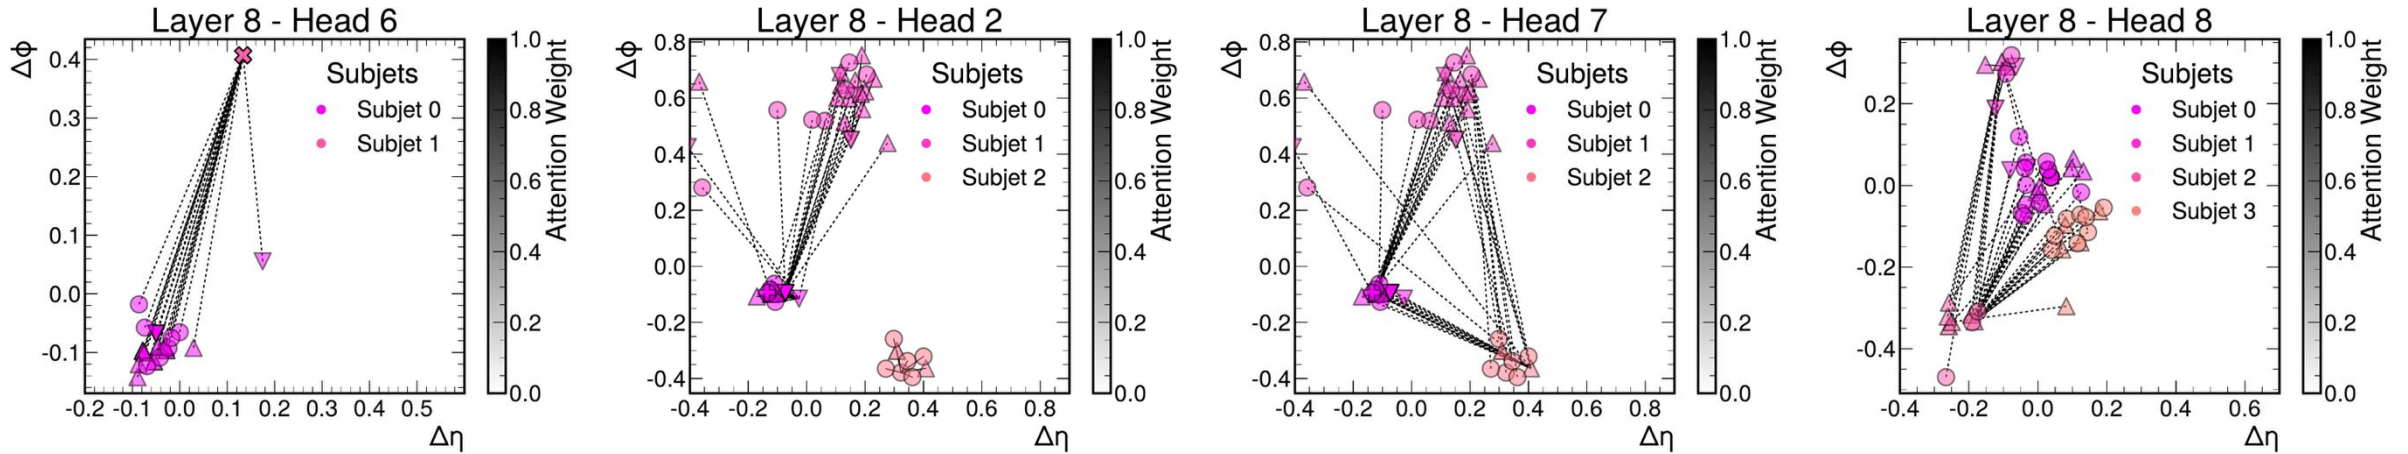 Layer 8 - Head 6
Δϕ
0.4
0.3
0.2
0.1
0.0
-0.1
-0.2 -0.1 0.0 0.1 0.2 0.3 0.4 0.5
Δη
Subjets
Subjet 0
Subjet 1
1.0
0.8
0.6
0.4
0.2
0.0
Attention Weight
Layer 8 - Head 2
Δϕ
0.8
0.6
0.4
0.2
0.0
-0.2
-0.4
-0.4 -0.2 0.0 0.2 0.4 0.6 0.8
Δη
Subjets
Subjet 0
Subjet 1
Subjet 2
1.0
0.8
0.6
0.4
0.2
0.0
Attention Weight
Layer 8 - Head 7
Δϕ
0.8
0.6
0.4
0.2
0.0
-0.2
-0.4
-0.4 -0.2 0.0 0.2 0.4 0.6 0.8
Δη
Subjets
Subjet 0
Subjet 1
Subjet 2
1.0
0.8
0.6
0.4
0.2
0.0
Attention Weight
Layer 8 - Head 8
Δϕ
0.2
0.0
-0.2
-0.4
-0.4 -0.2 0.0 0.2 0.4 0.6
Δη
Subjets
Subjet 0
Subjet 1
Subjet 2
Subjet 3
1.0
0.8
0.6
0.4
0.2
0.0
Attention Weight